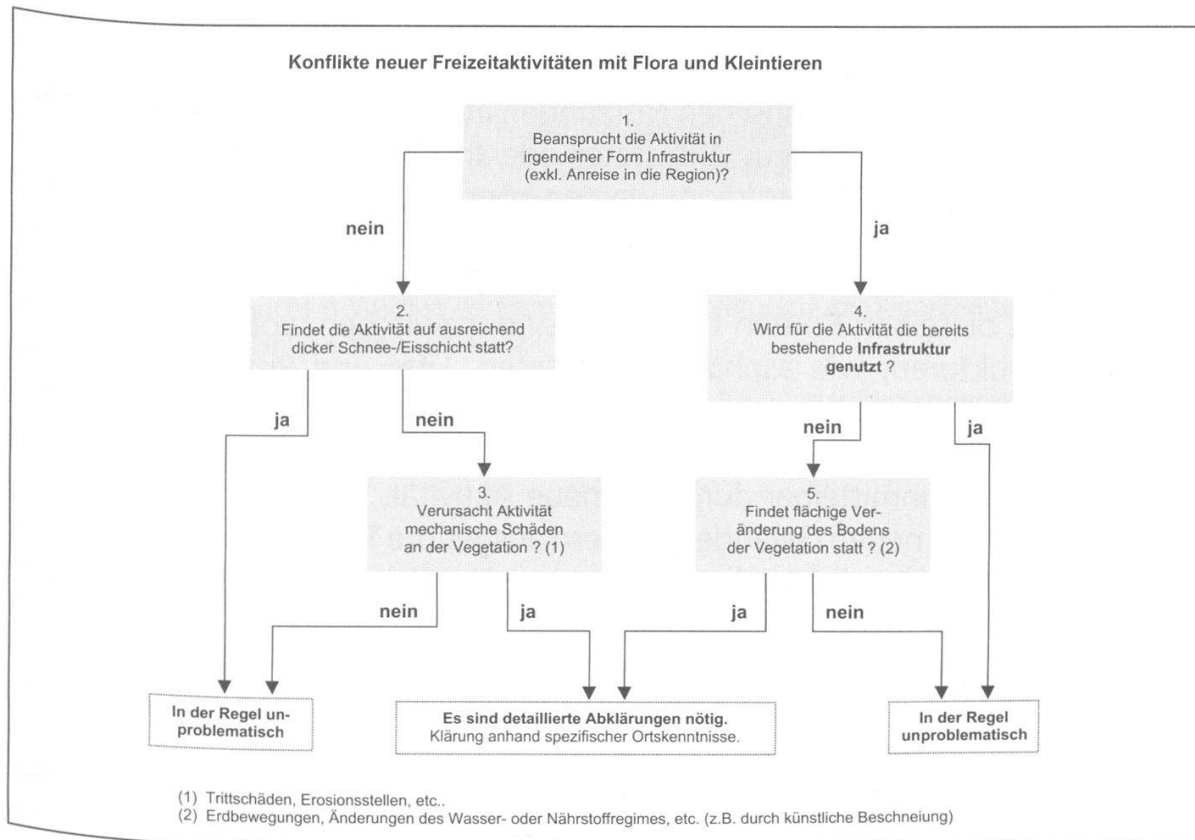 Konflikte neuer Freizeitaktivitäten mit Flora und Kleintieren
1.
Beansprucht die Aktivität in
irgendeiner Form Infrastruktur
(exkl. Anreise in die Region)?
nein
ja
2.
Findet die Aktivität auf ausreichend
dicker Schnee-/Eisschicht statt?
4.
Wird für die Aktivität die bereits
bestehende Infrastruktur
genutzt ?
ja
nein
nein
ja
3.
Verursacht Aktivität
mechanische Schäden
an der Vegetation ? (1)
5.
Findet flächige Ver-
änderung des Bodens
der Vegetation statt ? (2)
nein
ja
ja
nein
In der Regel un-
problematisch
Es sind detaillierte Abklärungen nötig.
Klärung anhand spezifischer Ortskenntnisse.
In der Regel
unproblematisch
(1) Trittschäden, Erosionsstellen, etc..
(2) Erdbewegungen, Änderungen des Wasser- oder Nährstoffregimes, etc. (z.B. durch künstliche Beschneiung)